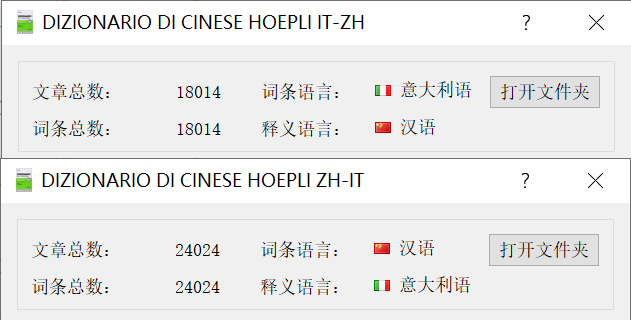 DIZIONARIO DI CINESE HOEPLI IT-ZH ?
文章总数： 18014 词条语言： 意大利语 打开文件夹
词条总数： 18014 释义语言： 汉语
DIZIONARIO DI CINESE HOEPLI ZH-IT ?
文章总数： 24024 词条语言： 汉语 打开文件夹
词条总数： 24024 释义语言： 意大利语